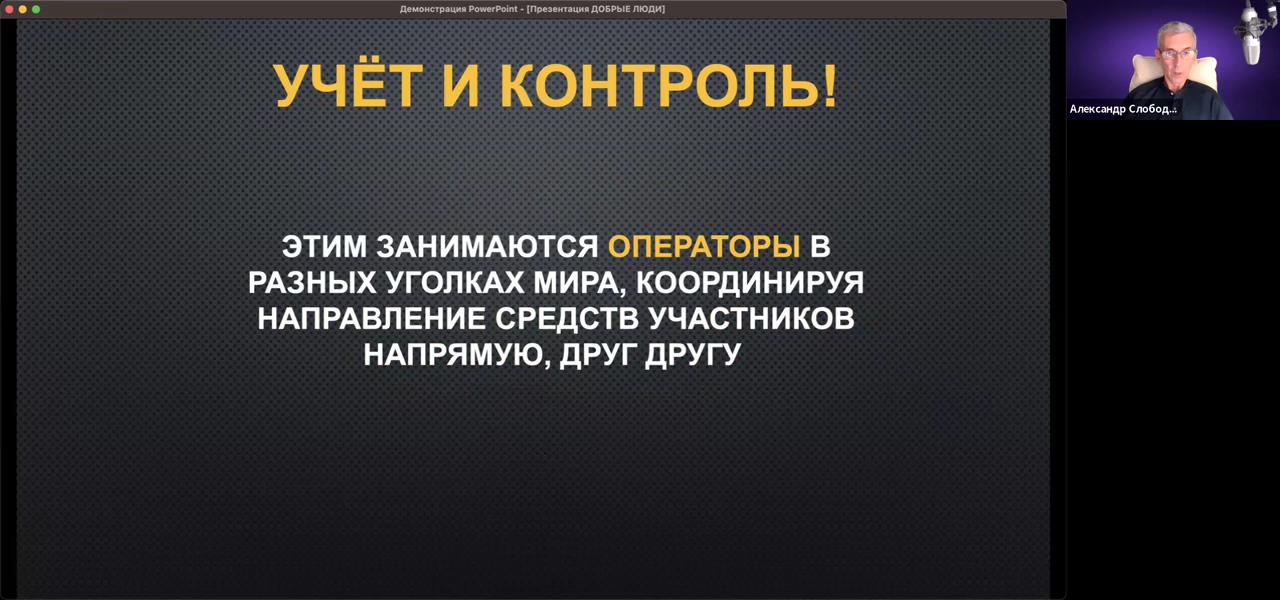 Демонстрация PowerPoint - [Презентация ДОБРЫЕ ЛЮДИ]
УЧЁТ И КОНТРОЛЬ!
ЭТИМ ЗАНИМАЮТСЯ ОПЕРАТОРЫ В
РАЗНЫХ УГОЛКАХ МИРА, КООРДИНИРУЯ
НАПРАВЛЕНИЕ СРЕДСТВ УЧАСТНИКОВ
НАПРЯМУЮ, ДРУГ ДРУГУ
Александр Слобод...